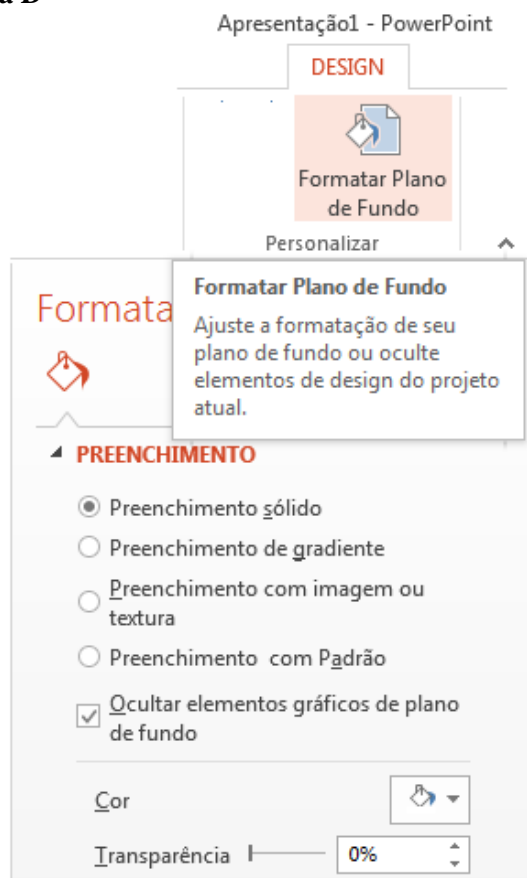 a D
Apresentação1 - PowerPoint
DESIGN
Formatar Plano
de Fundo
Personalizar
Formata
Formatar Plano de Fundo
Ajuste a formatação de seu
plano de fundo ou oculte
elementos de design do projeto
atual.
PREENCHIMENTO
Preenchimento sólido
Preenchimento de gradiente
Preenchimento com imagem ou
textura
Preenchimento com Padrão
Ocultar elementos gráficos de plano
de fundo
Cor
Transparência 0%